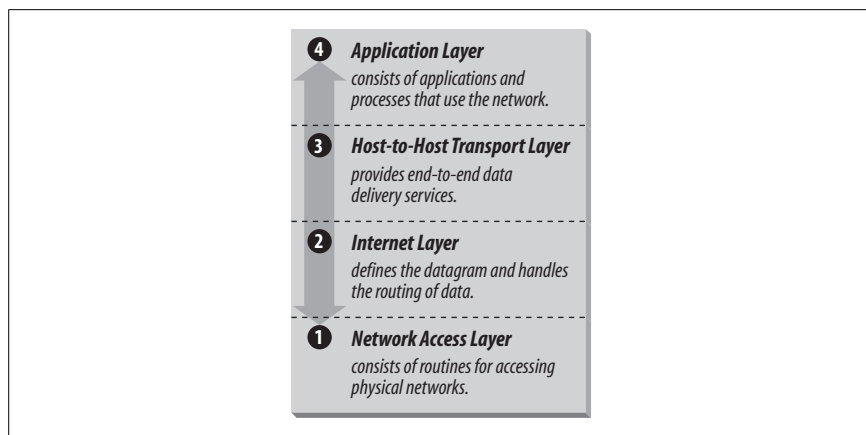 4 Application Layer
consists of applications and
processes that use the network.
3 Host-to-Host Transport Layer
provides end-to-end data
delivery services.
2 Internet Layer
defines the datagram and handles
the routing of data.
1 Network Access Layer
consists of routines for accessing
physical networks.